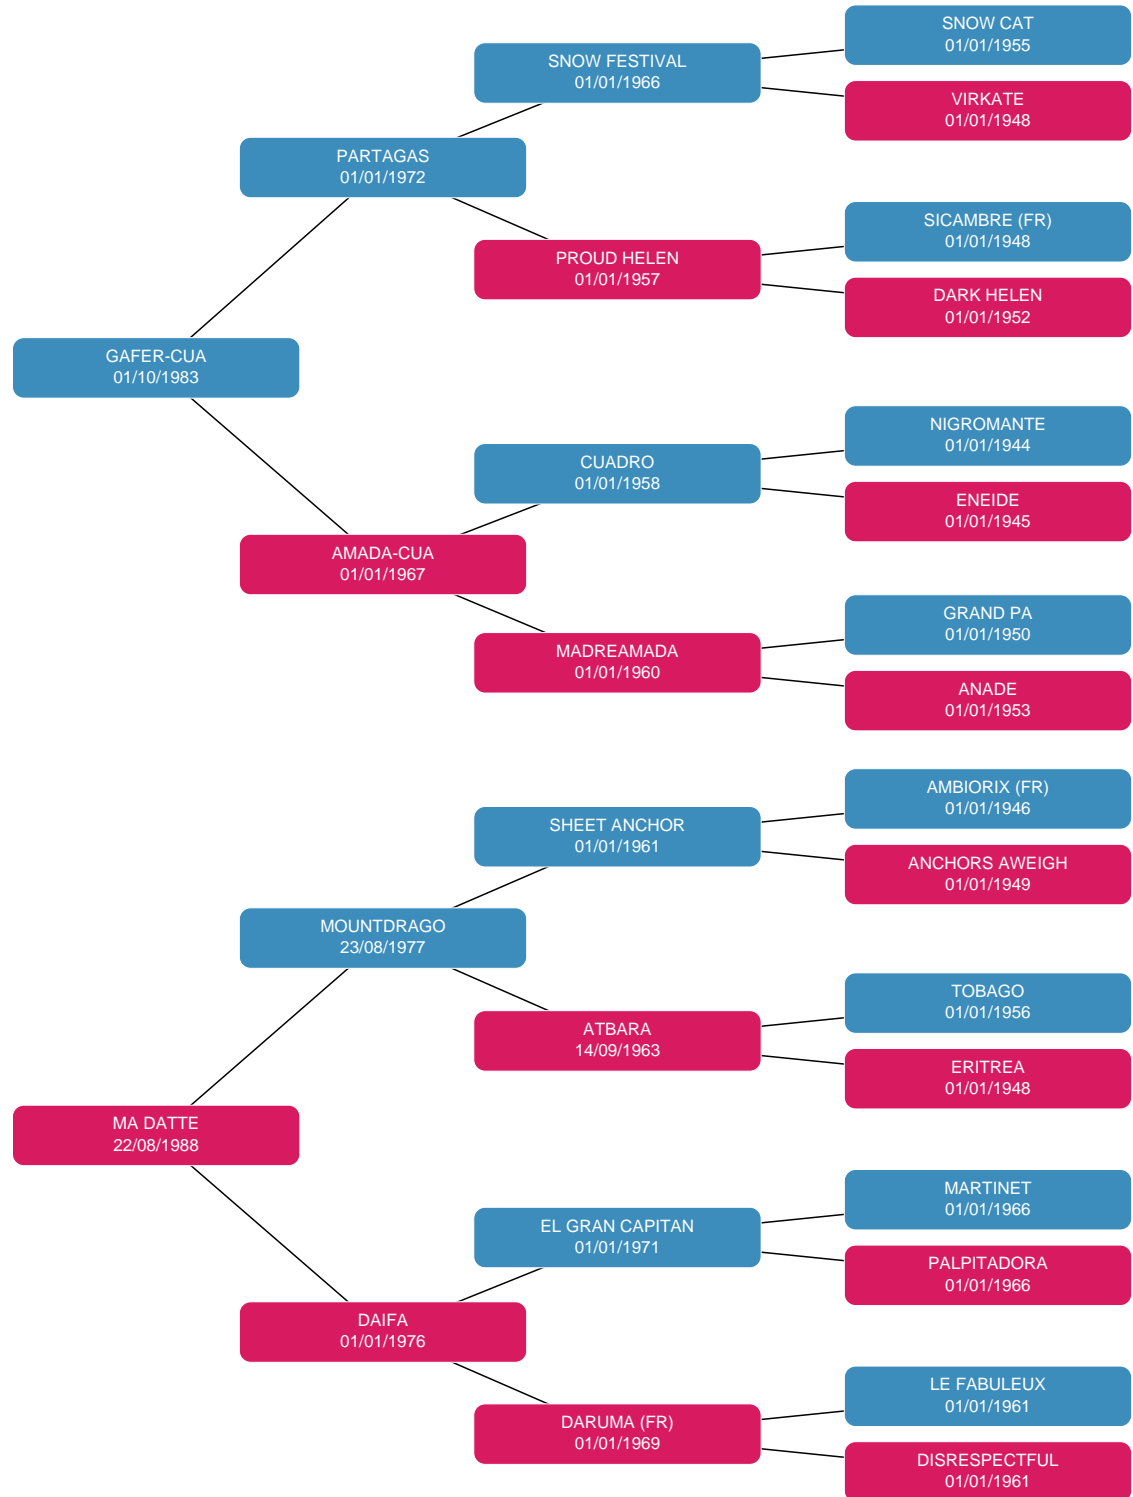 SNOW CAT
01/01/1955
SNOW FESTIVAL
01/01/1966
VIRKATE
01/01/1948
PARTAGAS
01/01/1972
SICAMBRE (FR)
01/01/1948
PROUD HELEN
01/01/1957
DARK HELEN
01/01/1952
GAFER-CUA
01/10/1983
NIGROMANTE
01/01/1944
CUADRO
01/01/1958
ENEIDE
01/01/1945
AMADA-CUA
01/01/1967
GRAND PA
01/01/1950
MADREAMADA
01/01/1960
ANADE
01/01/1953
AMBIORIX (FR)
01/01/1946
SHEET ANCHOR
01/01/1961
ANCHORS AWEIGH
01/01/1949
MOUNTDRAGO
23/08/1977
TOBAGO
01/01/1956
ATBARA
14/09/1963
ERITREA
01/01/1948
MA DATTE
22/08/1988
MARTINET
01/01/1966
EL GRAN CAPITAN
01/01/1971
PALPITADORA
01/01/1966
DAIFA
01/01/1976
LE FABULEUX
01/01/1961
DARUMA (FR)
01/01/1969
DISRESPECTFUL
01/01/1961